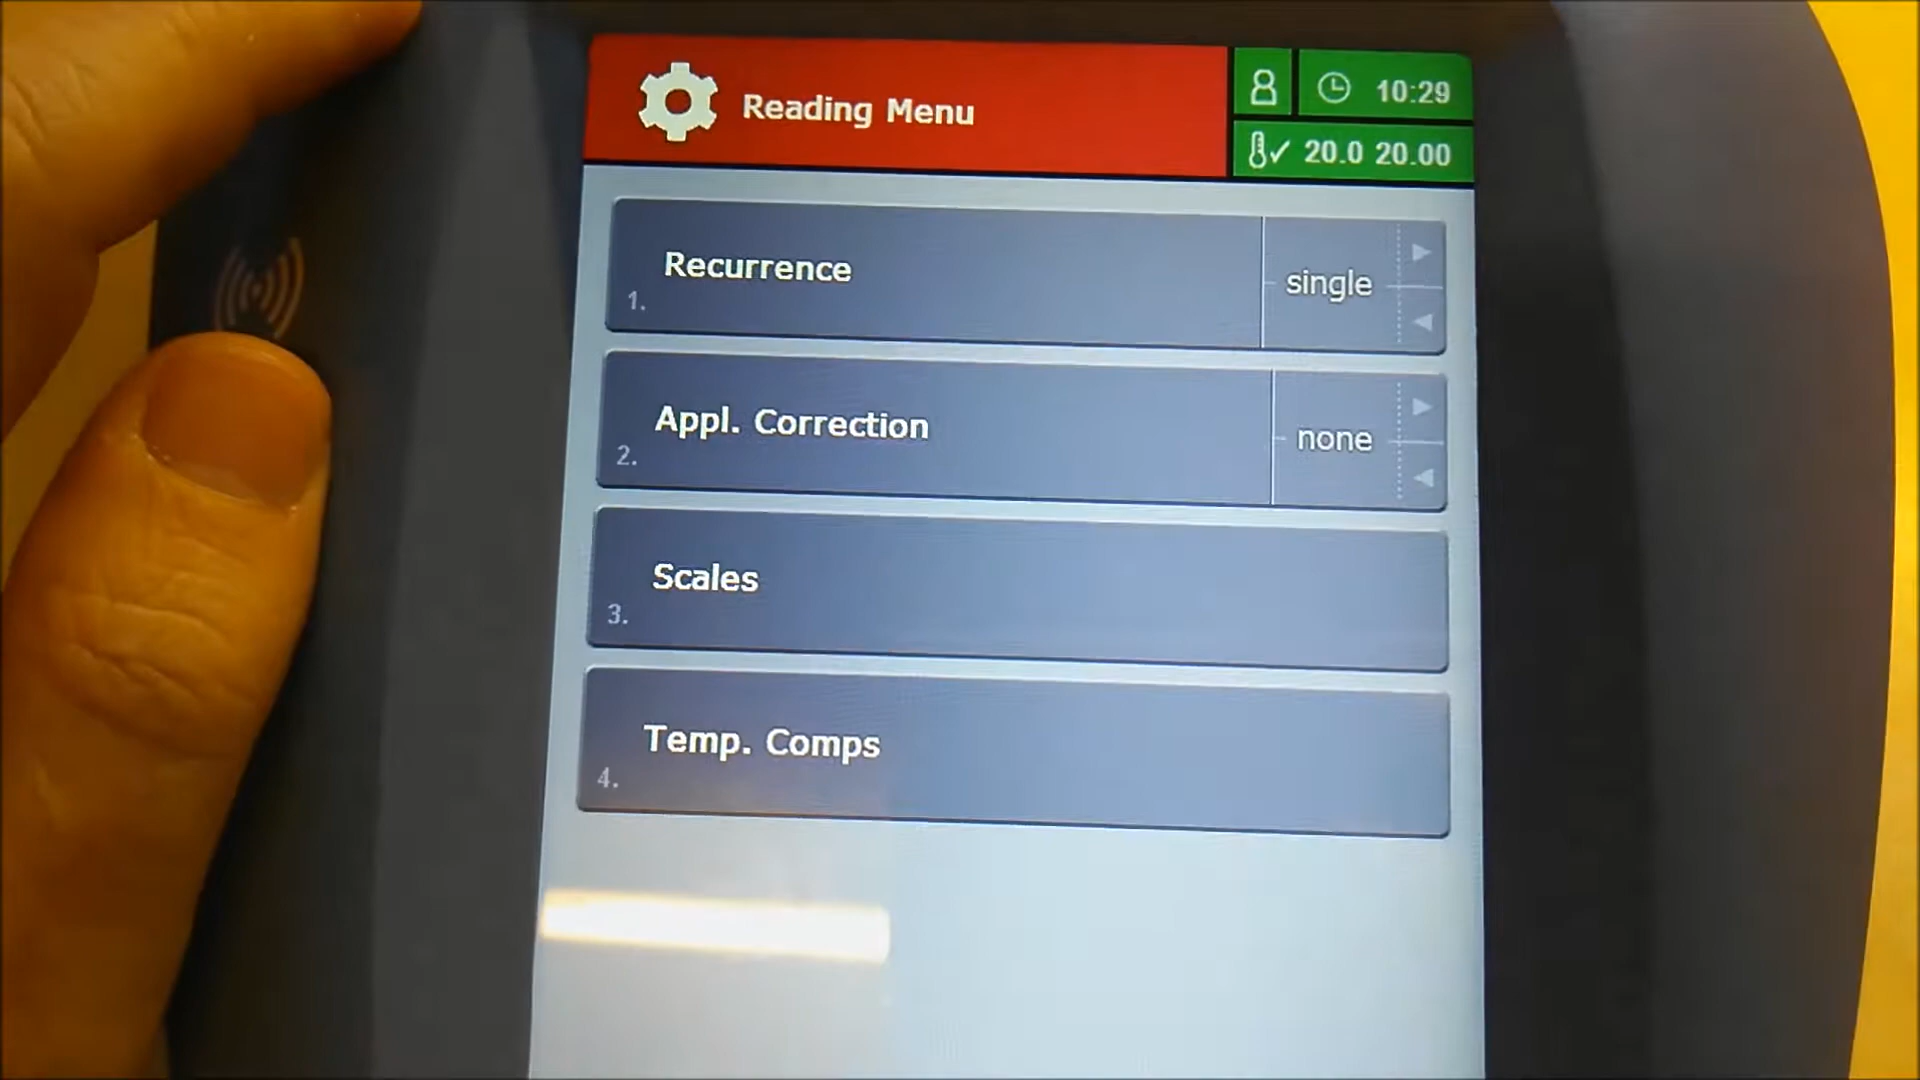 Reading Menu
10:29
20.0 20.00
Recurrence
1.
single
Appl. Correction
2.
none
Scales
3.
Temp. Comps
4.